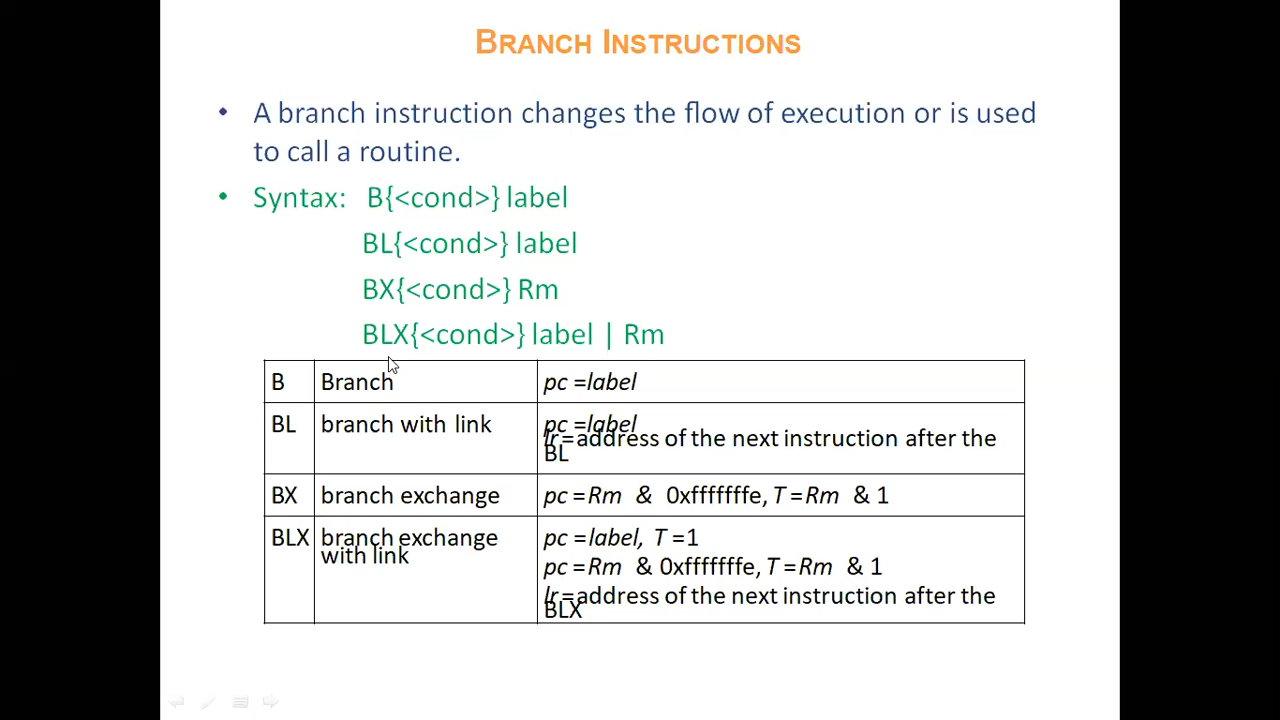 BRANCH INSTRUCTIONS
• A branch instruction changes the flow of execution or is used
to call a routine.
• Syntax: B{<cond>} label
BL{<cond>} label
BX{<cond>} Rm
BLX{<cond>} label | Rm
B Branch pc =label
BL branch with link pc =label
lr=address of the next instruction after the
BL
BX branch exchange pc =Rm & 0xfffffffe, T =Rm & 1
BLX branch exchange pc =label, T =1
with link
pc =Rm & 0xfffffffe, T =Rm & 1
lr=address of the next instruction after the
BLX